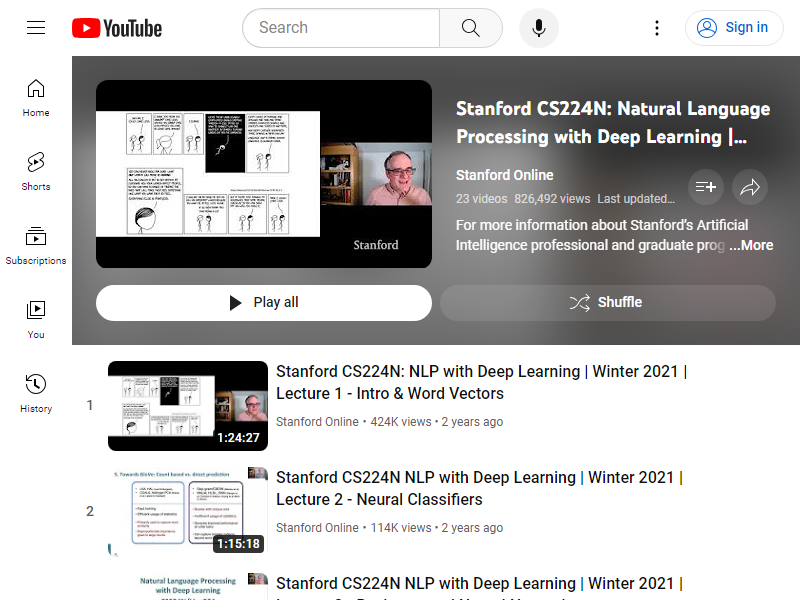 YouTube
Search
Sign in
Home
Shorts
Subscriptions
You
History
Stanford
Stanford CS224N: Natural Language
Processing with Deep Learning |...
Stanford Online
23 videos 826,492 views Last updated...
For more information about Stanford's Artificial
Intelligence professional and graduate prog ...More
Play all
Shuffle
1
1:24:27
Stanford CS224N: NLP with Deep Learning | Winter 2021 |
Lecture 1 - Intro & Word Vectors
Stanford Online • 424K views • 2 years ago
2
5. Towards GloVe: Count based vs. direct prediction
1:15:18
Stanford CS224N NLP with Deep Learning | Winter 2021 |
Lecture 2 - Neural Classifiers
Stanford Online • 114K views • 2 years ago
Natural Language Processing
with Deep Learning
Stanford CS224N NLP with Deep Learning | Winter 2021 |